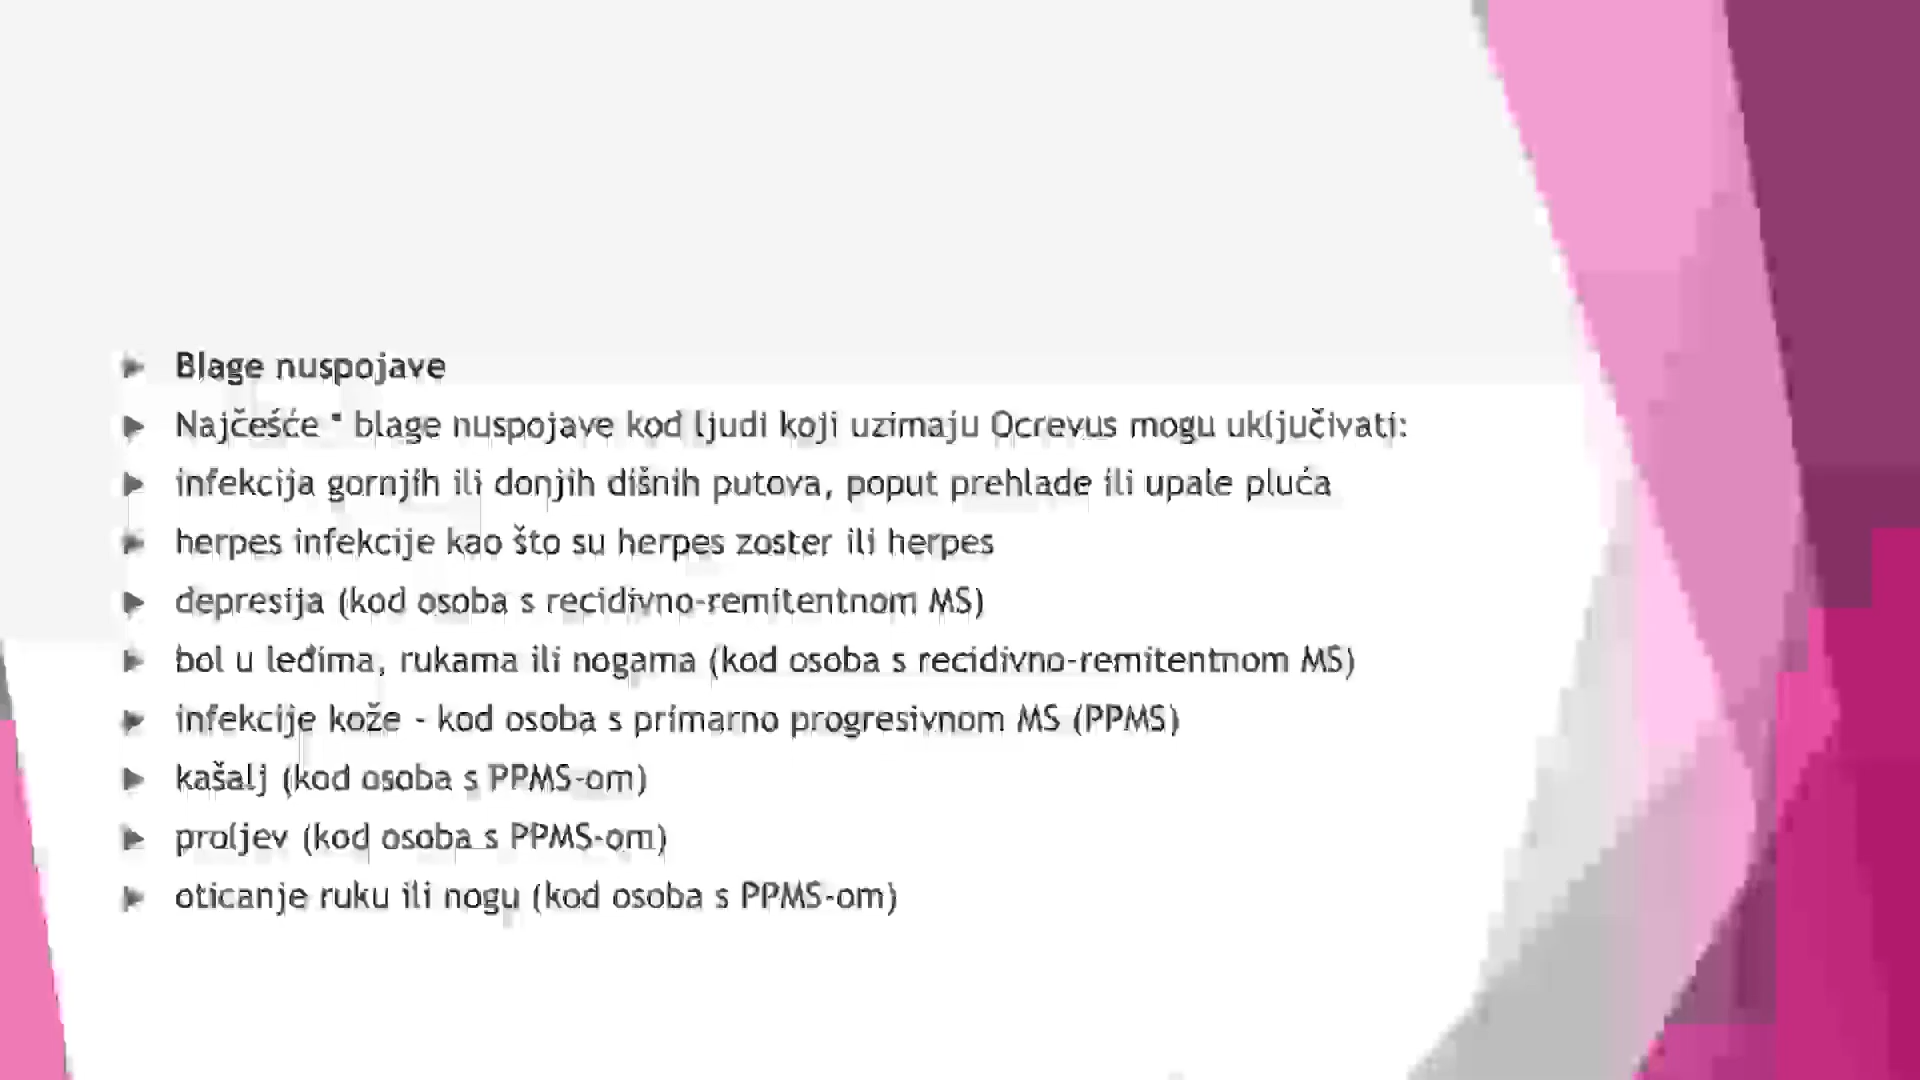 Blage nuspojave
Najčešće * blage nuspojave kod ljudi koji uzimaju Ocrevus mogu uključivati:
infekcija gornjih ili donjih dišnih putova, poput prehlade ili upale pluća
herpes infekcije kao što su herpes zoster ili herpes
depresija (kod osoba s recidivno-remitentnom MS)
bol u leđima, rukama ili nogama (kod osoba s recidivno-remitentnom MS)
infekcije kože - kod osoba s primarno progresivnom MS (PPMS)
kašalj (kod osoba s PPMS-om)
proljev (kod osoba s PPMS-om)
oticanje ruku ili nogu (kod osoba s PPMS-om)